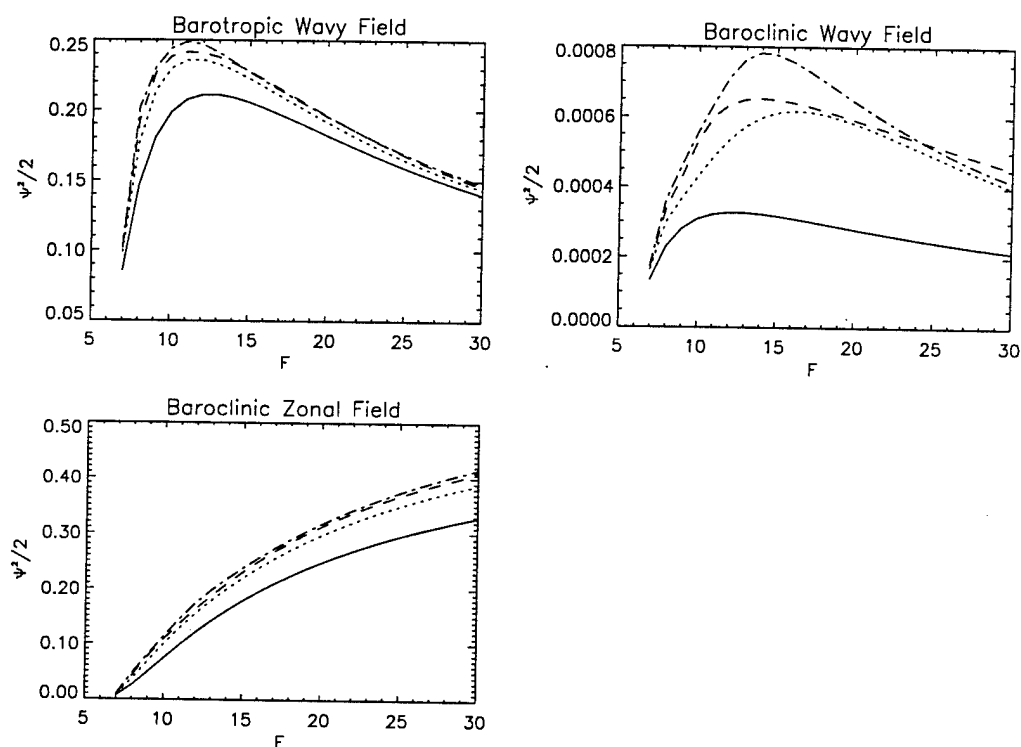 Barotropic Wavy Field
0.25
0.20
0.15
0.10
0.05
ψ²/2
5 10 15 20 25 30
F
Baroclinic Wavy Field
0.0008
0.0006
0.0004
0.0002
0.0000
ψ²/2
5 10 15 20 25 30
F
Baroclinic Zonal Field
0.50
0.40
0.30
0.20
0.10
0.00
ψ²/2
5 10 15 20 25 30
F